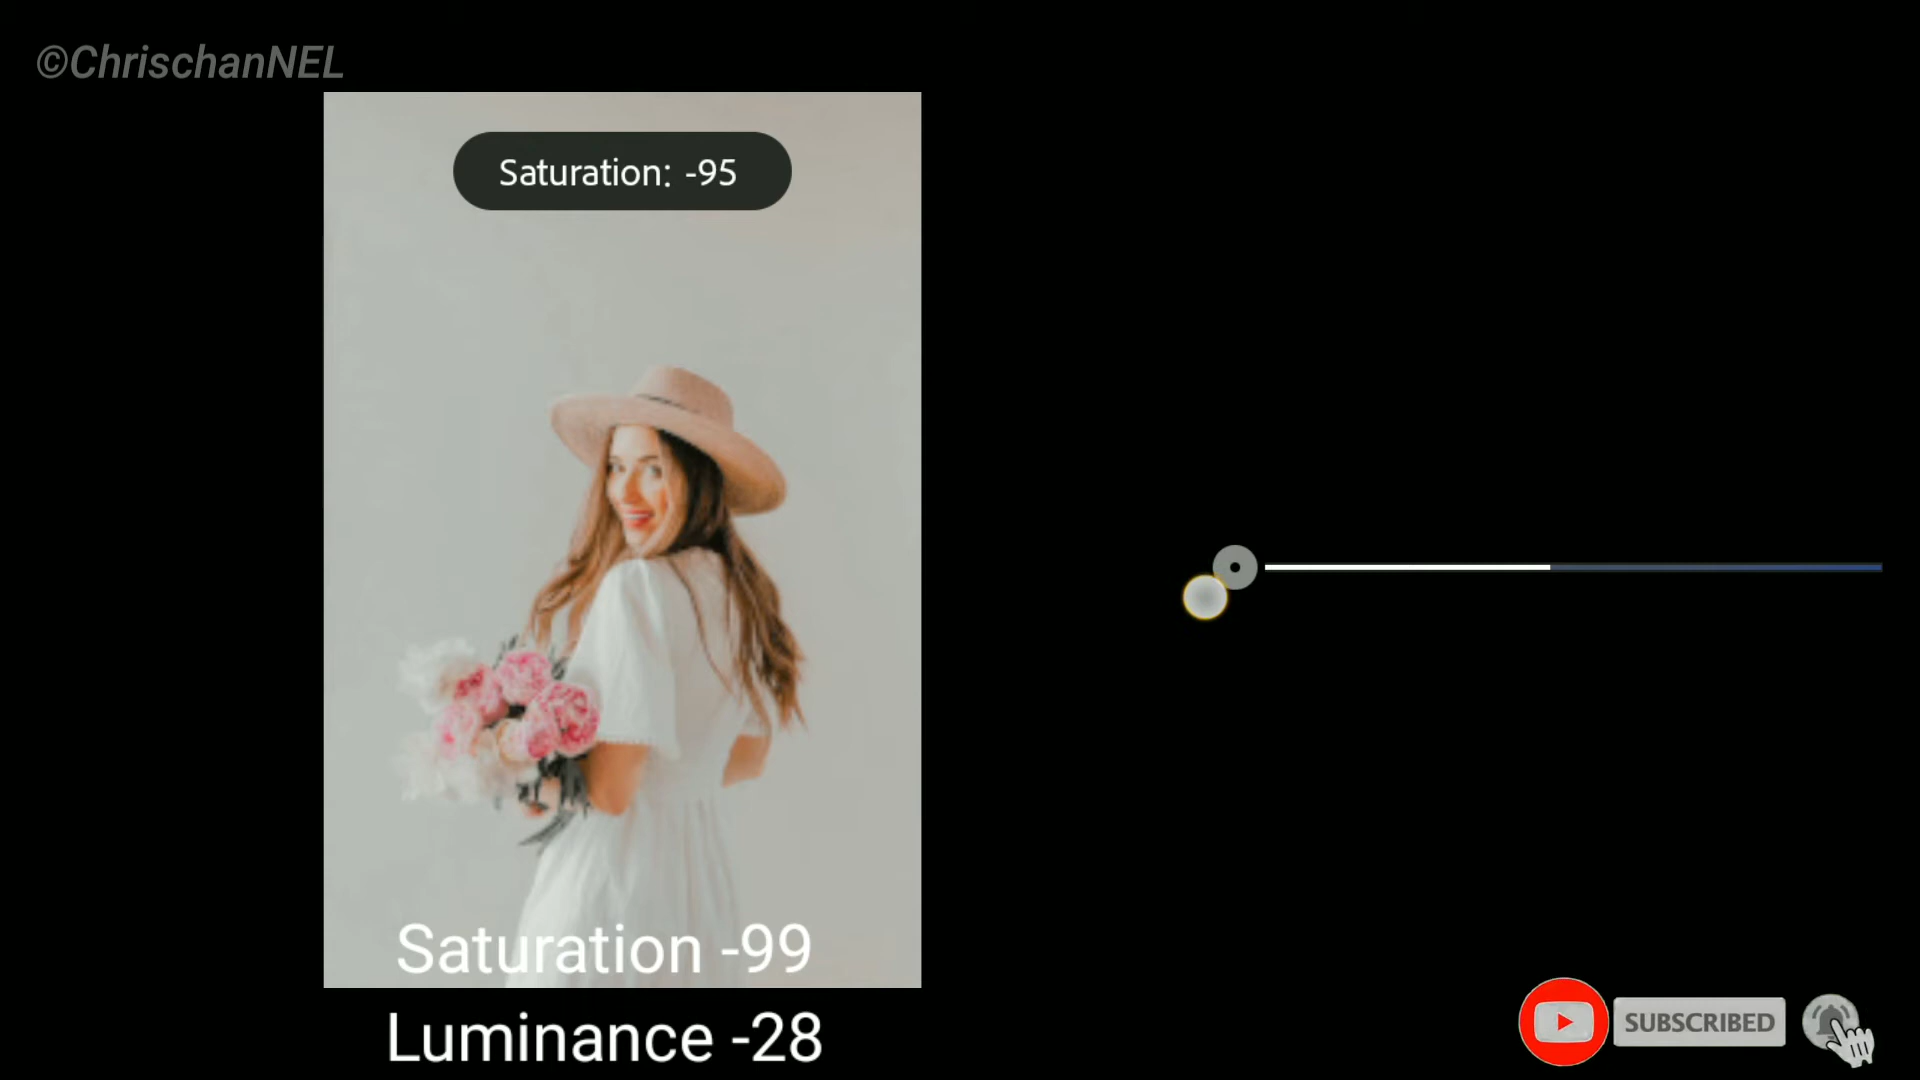 ©ChrischanNEL
Saturation: -95
Saturation -99
Luminance -28
SUBSCRIBED